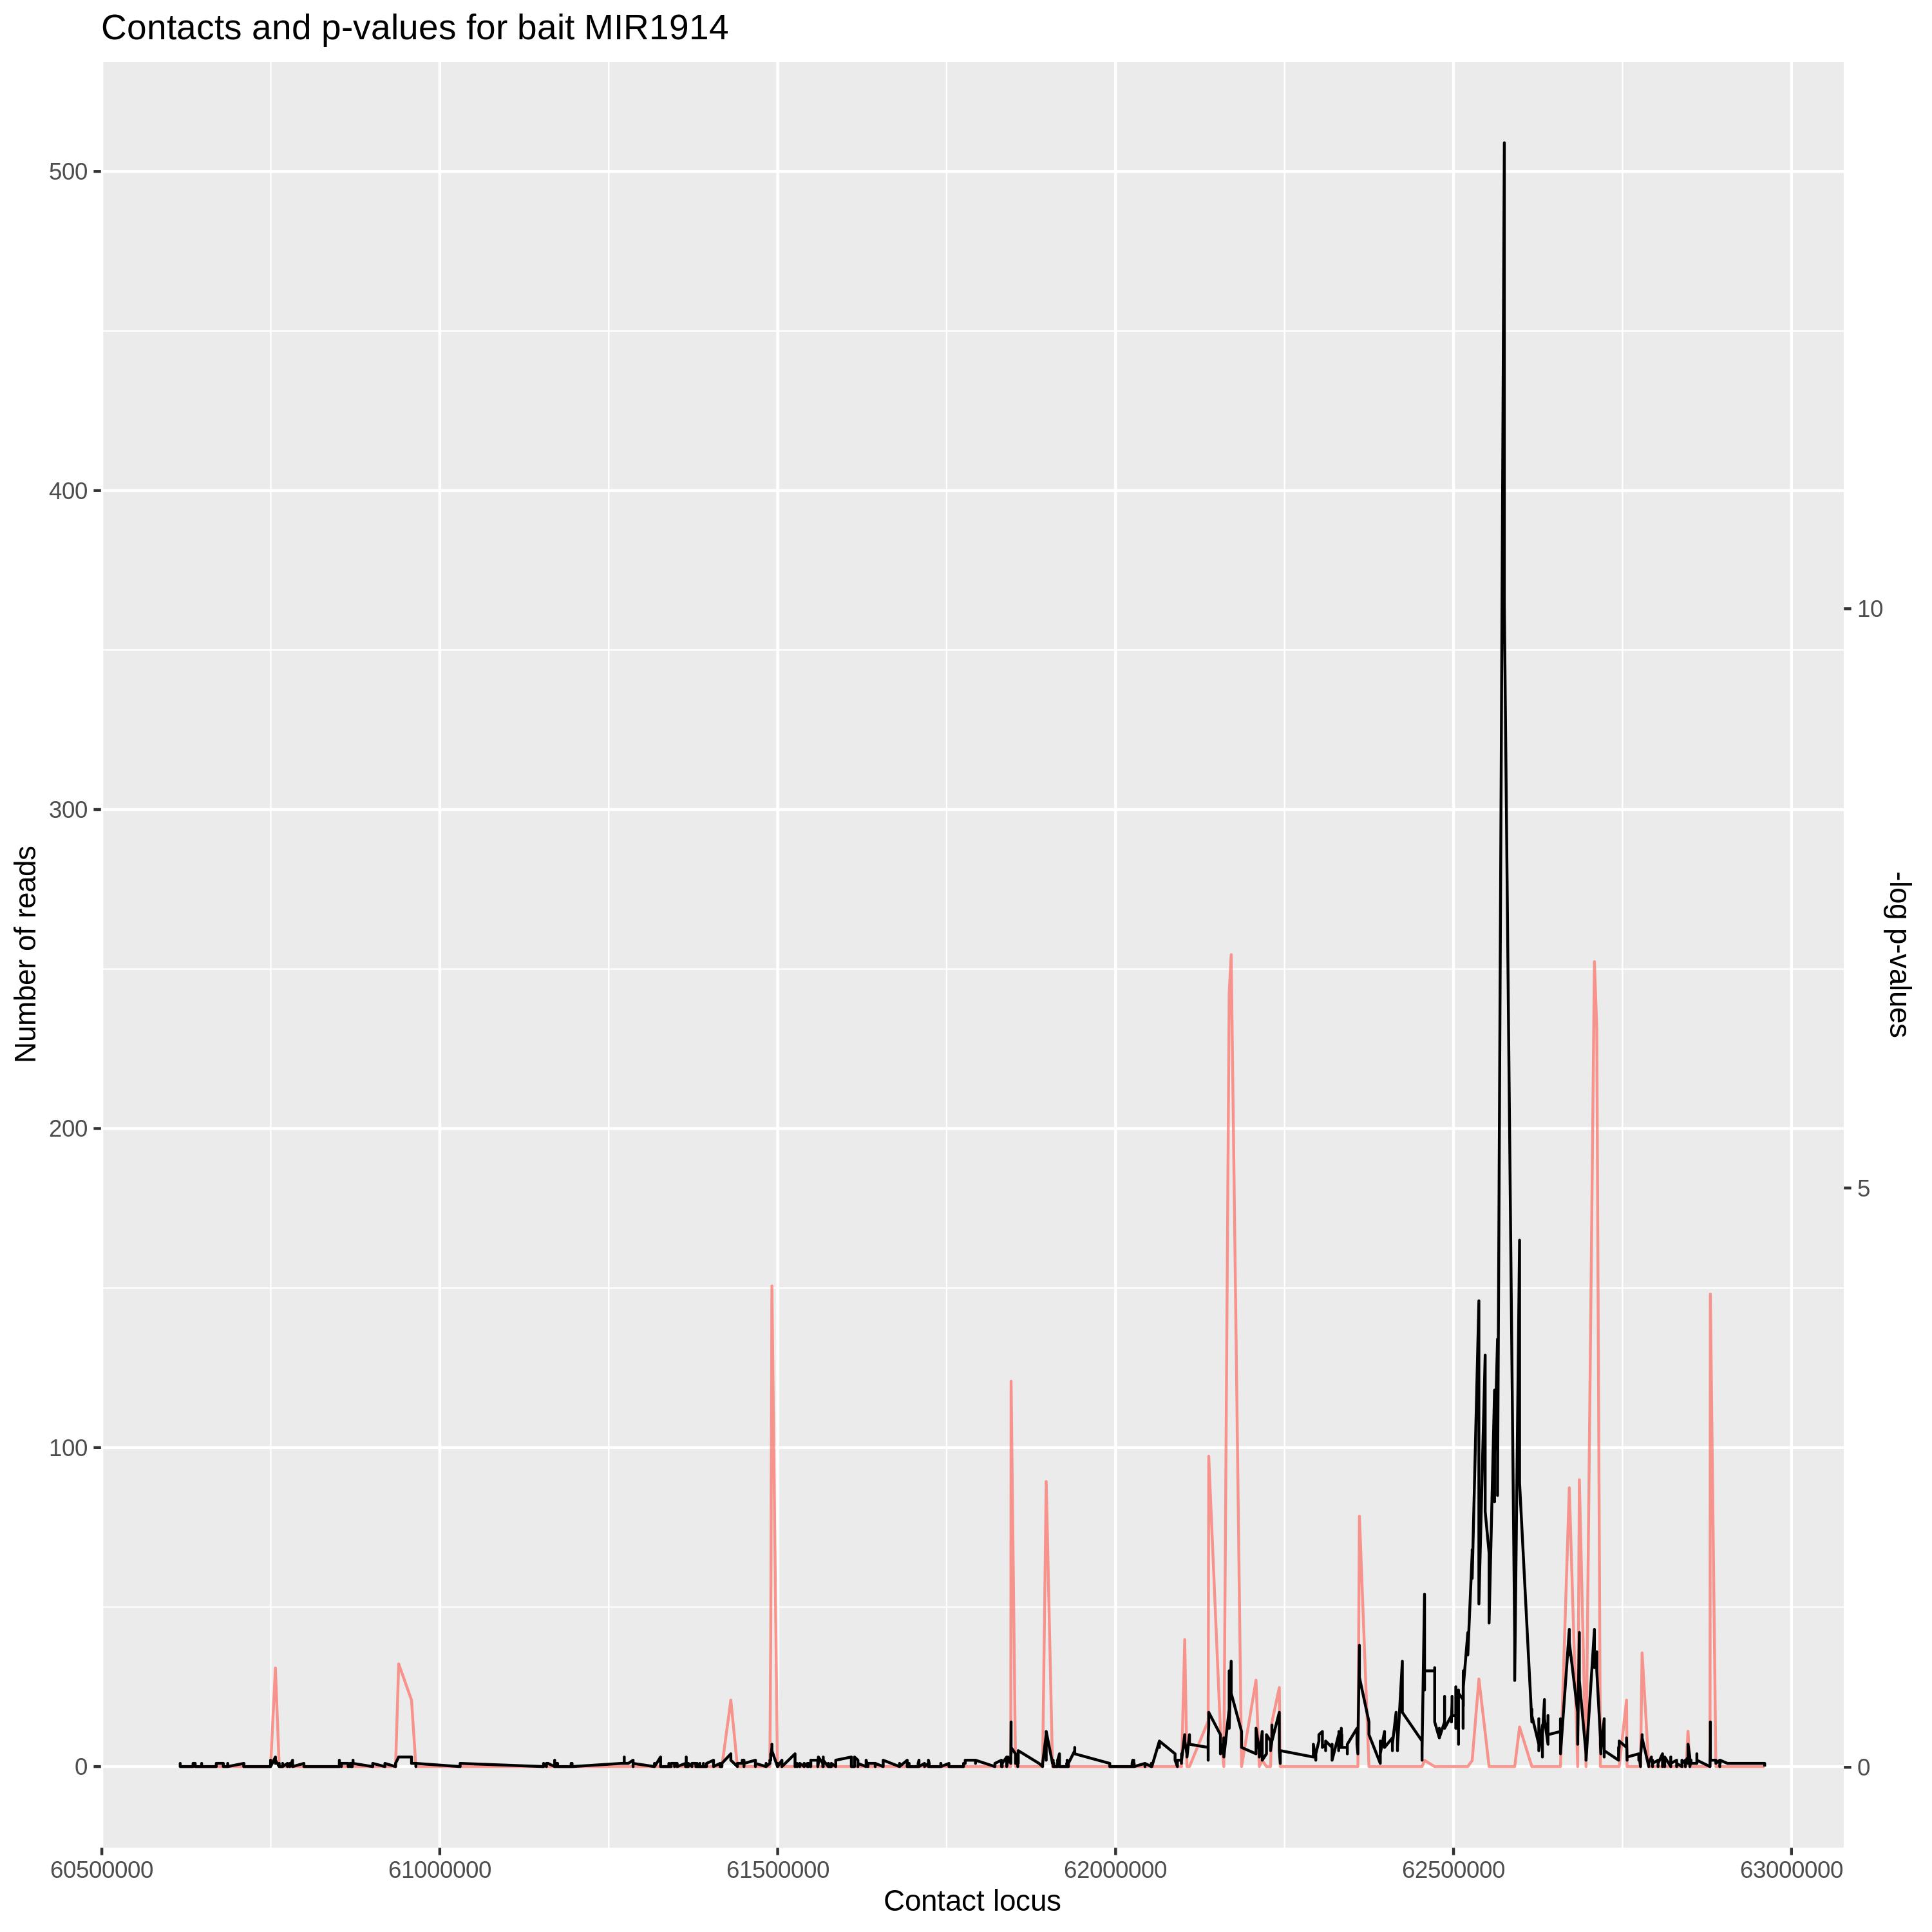 Contacts and p-values for bait MIR1914
500
400
300
200
100
0
Number of reads
10
5
0
-log p-values
60500000 61000000 61500000 62000000 62500000 63000000
Contact locus